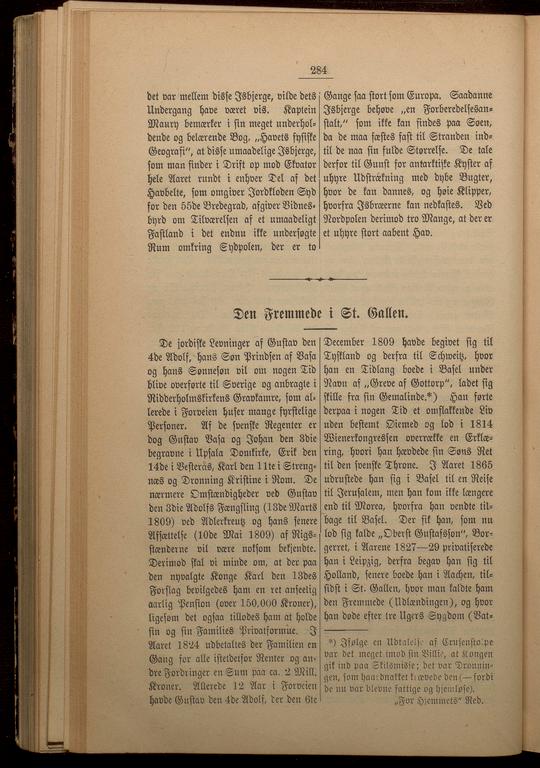 284
det var mellem disse Isbjerge, vilde dets
Undergang have været vis. Kaptein
Maury bemærker i sin meget underhol-
dende og belærende Bog, „Havets fysiske
Geografi“, at disse umaadelige Isbjerge,
som man finder i Drift op mod Ekvator
hele Aaret rundt i enhver Del af det
Havbelte, som omgiver Jordkloden Syd
for den 55de Bredegrad, afgiver Vidnes-
byrd om Tilværelsen af et umaadeligt
Fastland i det endnu ikke undersøgte
Rum omkring Sydpolen, der er to
Gange saa stort som Europa. Saadanne
Isbjerge behøve „en Forberedelsesan-
stalt,“ som ikke kan findes paa Søen,
da de maa fæstes fast til Stranden ind-
til de naa sin fulde Størrelse. De tale
derfor til Gunst for antarktiske Kyster af
uhyre Udstrækning med dybe Bugter,
hvor de kan dannes, og høie Klipper,
hvorfra Isbræerne kan nedkastes. Ved
Nordpolen derimod tro Mange, at der er
et uhyre stort aabent Hav.
Den Fremmede i St. Gallen.
De jordiske Levninger af Gustav den
4de Adolf, hans Søn Prindsen af Vasa
og hans Sønnesøn vil om nogen Tid
blive overførte til Sverige og anbragte i
Ridderholmskirkens Gravkamre, som al-
lerede i Forveien huser mange fyrstelige
Personer. Af de svenske Regenter er
dog Gustav Vasa og Johan den 3die
begravne i Upsala Domkirke, Erik den
14de i Vesterås, Karl den 11te i Streng-
næs og Dronning Kristine i Rom. De
nærmere Omstændigheder ved Gustav
den 3die Adolfs Fængsling (13de Marts
1809) ved Adlerkreutz og hans senere
Afsættelse (10de Mai 1809) af Rigs-
stænderne vil være noksom bekjendte.
Derimod skal vi minde om, at der paa
den nyvalgte Konge Karl den 13des
Forslag bevilgedes ham en ret anseelig
aarlig Pension (over 150,000 Kroner),
ligesom det ogsaa tillodes ham at holde
sin og sin Families Privatformue. I
Aaret 1824 udbetaltes der Familien en
Gang for alle istedetfor Renter og an-
dre Fordringer en Sum paa ca. 2 Mill.
Kroner. Allerede 12 Aar i Forveien
havde Gustav den 4de Adolf, der den 6te
December 1809 havde begivet sig til
Tyskland og derfra til Schweitz, hvor
han en Tidlang boede i Basel under
Navn af „Greve af Gottorp“, ladet sig
skille fra sin Gemalinde.*) Han førte
derpaa i nogen Tid et omflakkende Liv
uden bestemt Øiemed og lod i 1814
Wienerkongressen overrække en Erklæ-
ring, hvori han hævdede sin Søns Ret
til den svenske Throne. I Aaret 1865
udrustede han sig i Basel til en Reise
til Jerusalem, men han kom ikke længere
end til Morea, hvorfra han vendte til-
bage til Basel. Der fik han, som nu
lod sig kalde „Oberst Gustafsson“, Bor-
gerret, i Aarene 1827—29 privatiserede
han i Leipzig, derfra begav han sig til
Holland, senere boede han i Aachen, til-
sidst i St. Gallen, hvor man kaldte ham
den Fremmede (Udlændingen), og hvor
han døde efter tre Ugers Sygdom (Vat-
*) Ifølge en Udtalelse af Crusenstolpe
var det meget imod sin Villie, at Kongen
gik ind paa Skilsmisse; det var Dronnin-
gen, som haardnakket krævede den (— fordi
de nu var blevne fattige og hjemløse).
„For Hjemmets“ Red.